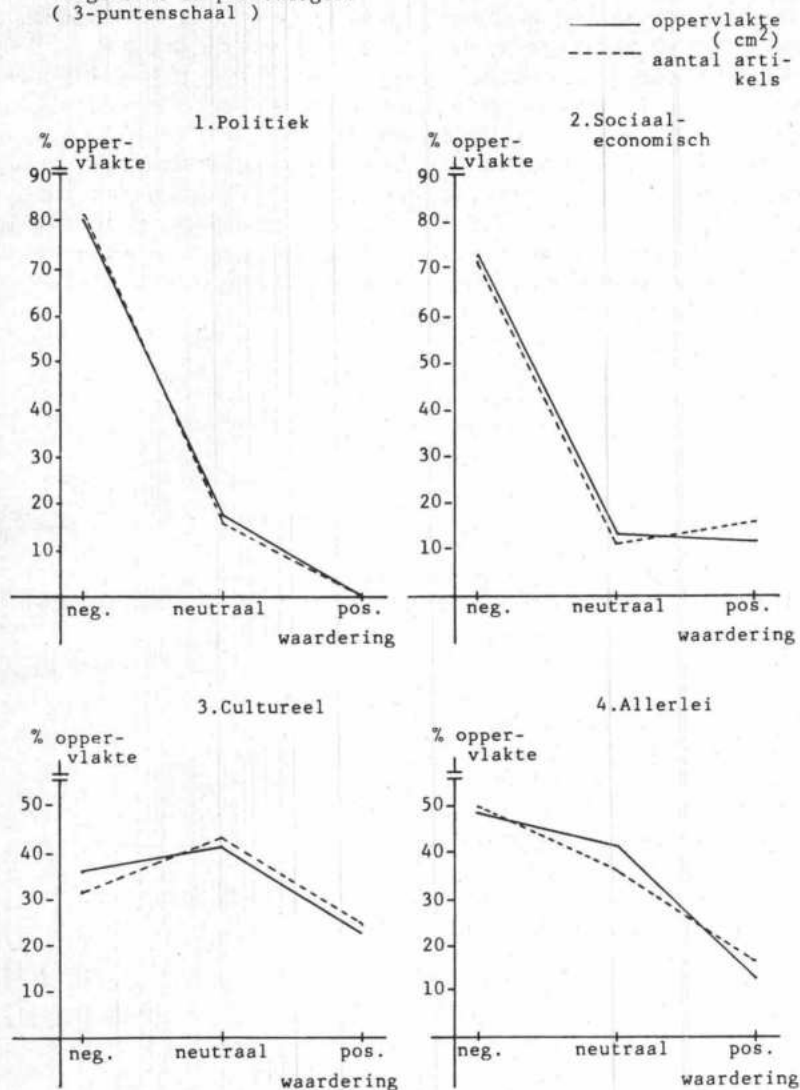 ( 3-puntenschaal )
oppervlakte
( cm2)
aantal arti-
kels
1.Politiek
% opper-
vlakte
90
80
70
60
50
40
30
20
10
neg. neutraal pos.
waardering
2.Sociaal-
economisch
% opper-
vlakte
90
80
70
60
50
40
30
20
10
neg. neutraal pos.
waardering
3.Cultureel
% opper-
vlakte
50
40
30
20
10
neg. neutraal pos.
waardering
4.Allerlei
% opper-
vlakte
50
40
30
20
10
neg. neutraal pos.
waardering